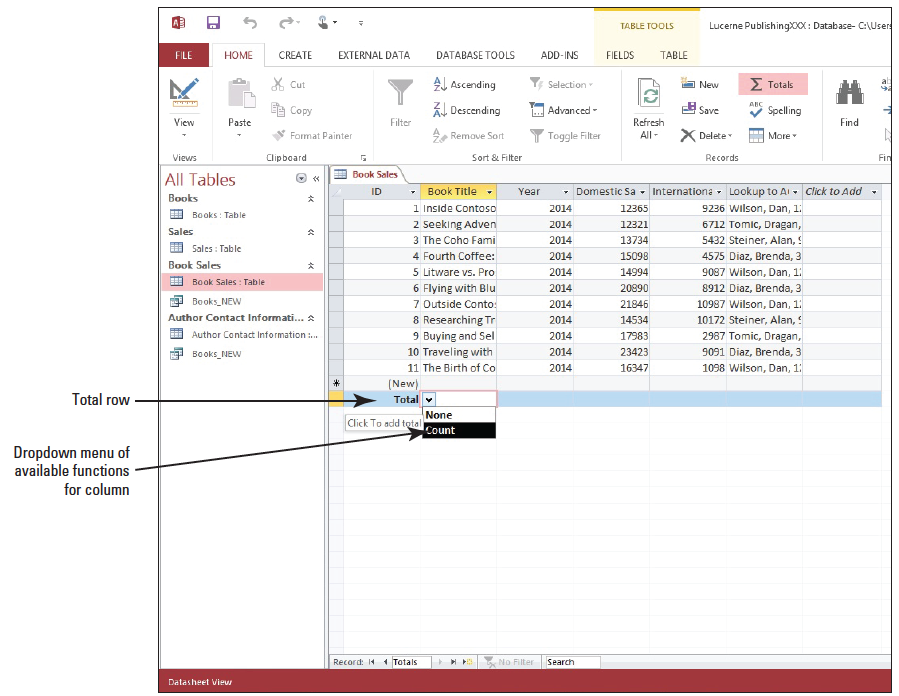 TABLE TOOLS
Lucerne PublishingXXX : Database- C:\Users
FILE HOME CREATE EXTERNAL DATA DATABASE TOOLS ADD-INS FIELDS TABLE
View
Views
Paste
Cut
Copy
Format Painter
Clipboard
Filter
Ascending
Descending
Remove Sort
Selection
Advanced
Toggle Filter
Sort & Filter
Refresh
All
New
Save
Delete
Totals
Spelling
More
Records
Find
Fin
All Tables
Books
Books : Table
Sales
Sales : Table
Book Sales
Book Sales : Table
Books_NEW
Author Contact Informati...
Author Contact Information :...
Books_NEW
Book Sales
ID Book Title Year Domestic Sa Internationa Lookup to A Click to Add
1 Inside Contoso 2014 12365 9236 Wilson, Dan, 1
2 Seeking Adven 2014 12321 6712 Tomic, Dragan,
3 The Coho Fami 2014 13734 5432 Steiner, Alan, 9
4 Fourth Coffee: 2014 15098 4575 Diaz, Brenda, 3
5 Litware vs. Pro 2014 14994 9087 Wilson, Dan, 1
6 Flying with Blu 2014 20890 8912 Diaz, Brenda, 3
7 Outside Conto 2014 21846 10987 Wilson, Dan, 1
8 Researching Tr 2014 14534 10172 Steiner, Alan, 9
9 Buying and Sel 2014 17983 2987 Tomic, Dragan,
10 Traveling with 2014 23423 9091 Diaz, Brenda, 3
11 The Birth of Co 2014 16347 1098 Wilson, Dan, 1
* (New)
Total
None
Click To add total
Count
Total row
Dropdown menu of
available functions
for column
Record: Totals No Filter Search
Datasheet View